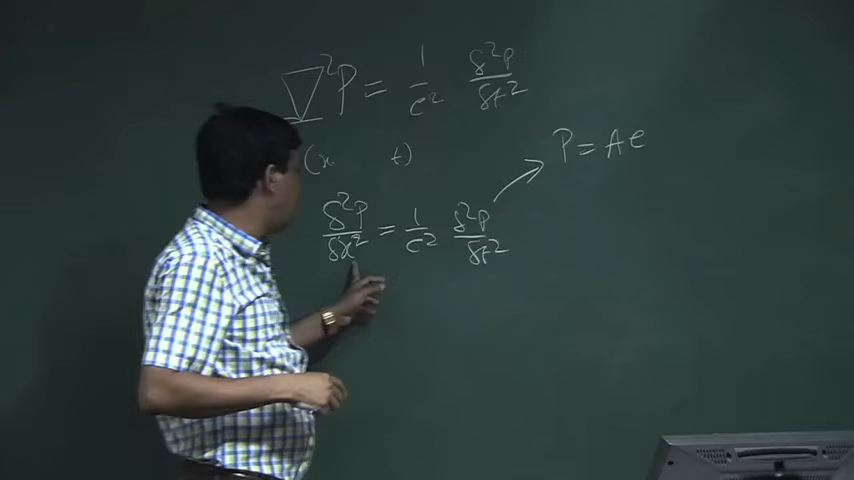 ∇²P = 1/c² δ²P/δt²
(x t)
P = Ae
δ²P/δx² = 1/c² δ²P/δt²